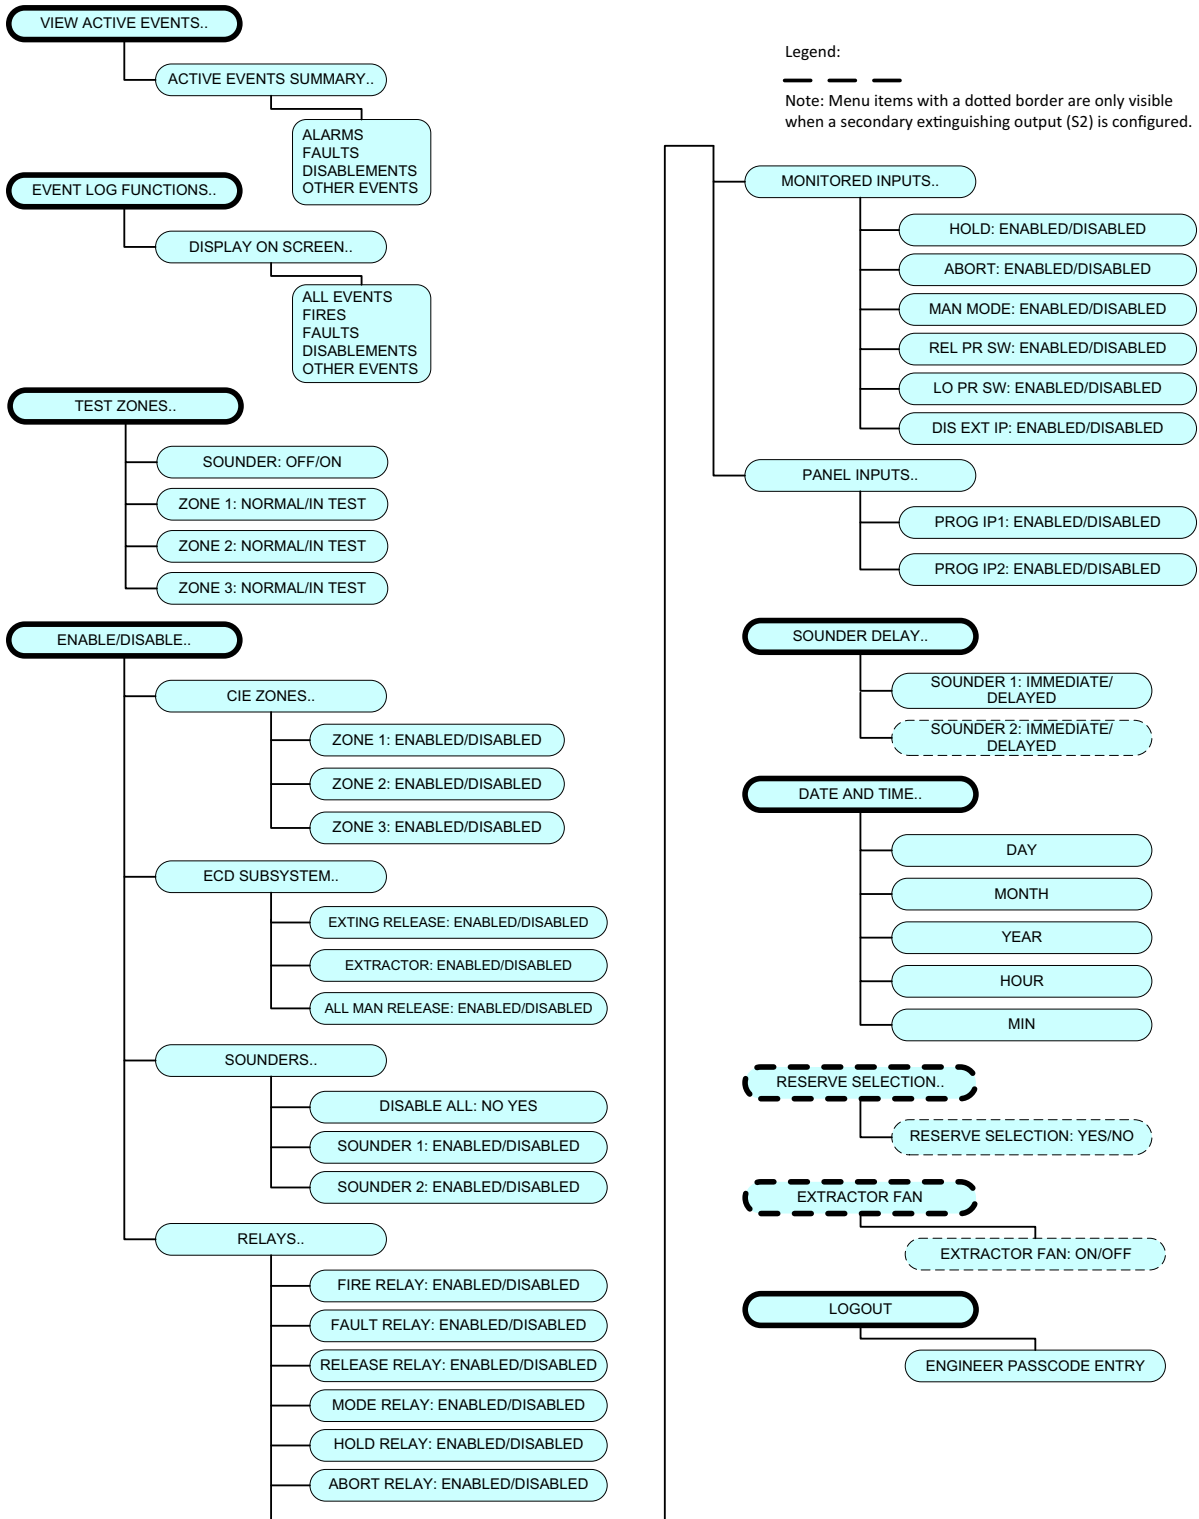 VIEW ACTIVE EVENTS..
ACTIVE EVENTS SUMMARY..
ALARMS
FAULTS
DISABLEMENTS
OTHER EVENTS
EVENT LOG FUNCTIONS..
DISPLAY ON SCREEN..
ALL EVENTS
FIRES
FAULTS
DISABLEMENTS
OTHER EVENTS
TEST ZONES..
SOUNDER: OFF/ON
ZONE 1: NORMAL/IN TEST
ZONE 2: NORMAL/IN TEST
ZONE 3: NORMAL/IN TEST
ENABLE/DISABLE..
CIE ZONES..
ZONE 1: ENABLED/DISABLED
ZONE 2: ENABLED/DISABLED
ZONE 3: ENABLED/DISABLED
ECD SUBSYSTEM..
EXTING RELEASE: ENABLED/DISABLED
EXTRACTOR: ENABLED/DISABLED
ALL MAN RELEASE: ENABLED/DISABLED
SOUNDERS..
DISABLE ALL: NO YES
SOUNDER 1: ENABLED/DISABLED
SOUNDER 2: ENABLED/DISABLED
RELAYS..
FIRE RELAY: ENABLED/DISABLED
FAULT RELAY: ENABLED/DISABLED
RELEASE RELAY: ENABLED/DISABLED
MODE RELAY: ENABLED/DISABLED
HOLD RELAY: ENABLED/DISABLED
ABORT RELAY: ENABLED/DISABLED
Legend:
Note: Menu items with a dotted border are only visible
when a secondary extinguishing output (S2) is configured.
MONITORED INPUTS..
HOLD: ENABLED/DISABLED
ABORT: ENABLED/DISABLED
MAN MODE: ENABLED/DISABLED
REL PR SW: ENABLED/DISABLED
LO PR SW: ENABLED/DISABLED
DIS EXT IP: ENABLED/DISABLED
PANEL INPUTS..
PROG IP1: ENABLED/DISABLED
PROG IP2: ENABLED/DISABLED
SOUNDER DELAY..
SOUNDER 1: IMMEDIATE/
DELAYED
SOUNDER 2: IMMEDIATE/
DELAYED
DATE AND TIME..
DAY
MONTH
YEAR
HOUR
MIN
RESERVE SELECTION..
RESERVE SELECTION: YES/NO
EXTRACTOR FAN
EXTRACTOR FAN: ON/OFF
LOGOUT
ENGINEER PASSCODE ENTRY